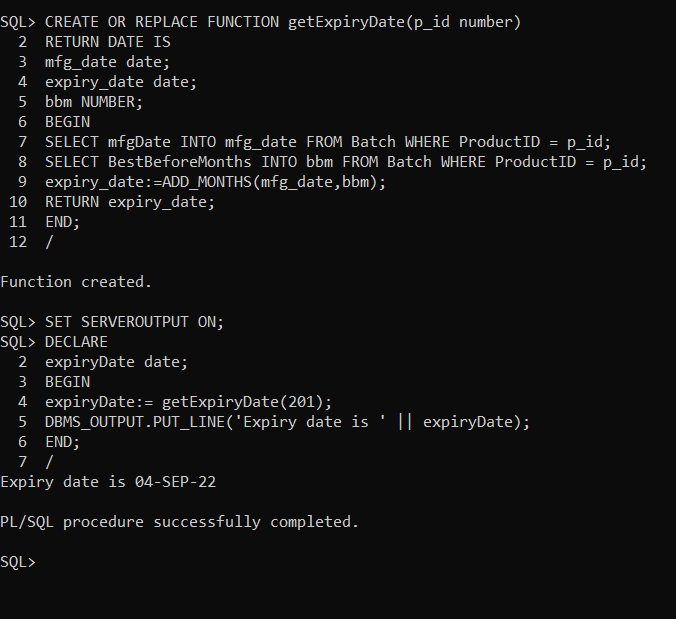 SQL> CREATE OR REPLACE FUNCTION getExpiryDate(p_id number)
  2  RETURN DATE IS
  3  mfg_date date;
  4  expiry_date date;
  5  bbm NUMBER;
  6  BEGIN
  7  SELECT mfgDate INTO mfg_date FROM Batch WHERE ProductID = p_id;
  8  SELECT BestBeforeMonths INTO bbm FROM Batch WHERE ProductID = p_id;
  9  expiry_date:=ADD_MONTHS(mfg_date,bbm);
 10  RETURN expiry_date;
 11  END;
 12  /
Function created.
SQL> SET SERVEROUTPUT ON;
SQL> DECLARE
  2  expiryDate date;
  3  BEGIN
  4  expiryDate:= getExpiryDate(201);
  5  DBMS_OUTPUT.PUT_LINE('Expiry date is ' || expiryDate);
  6  END;
  7  /
Expiry date is 04-SEP-22
PL/SQL procedure successfully completed.
SQL>